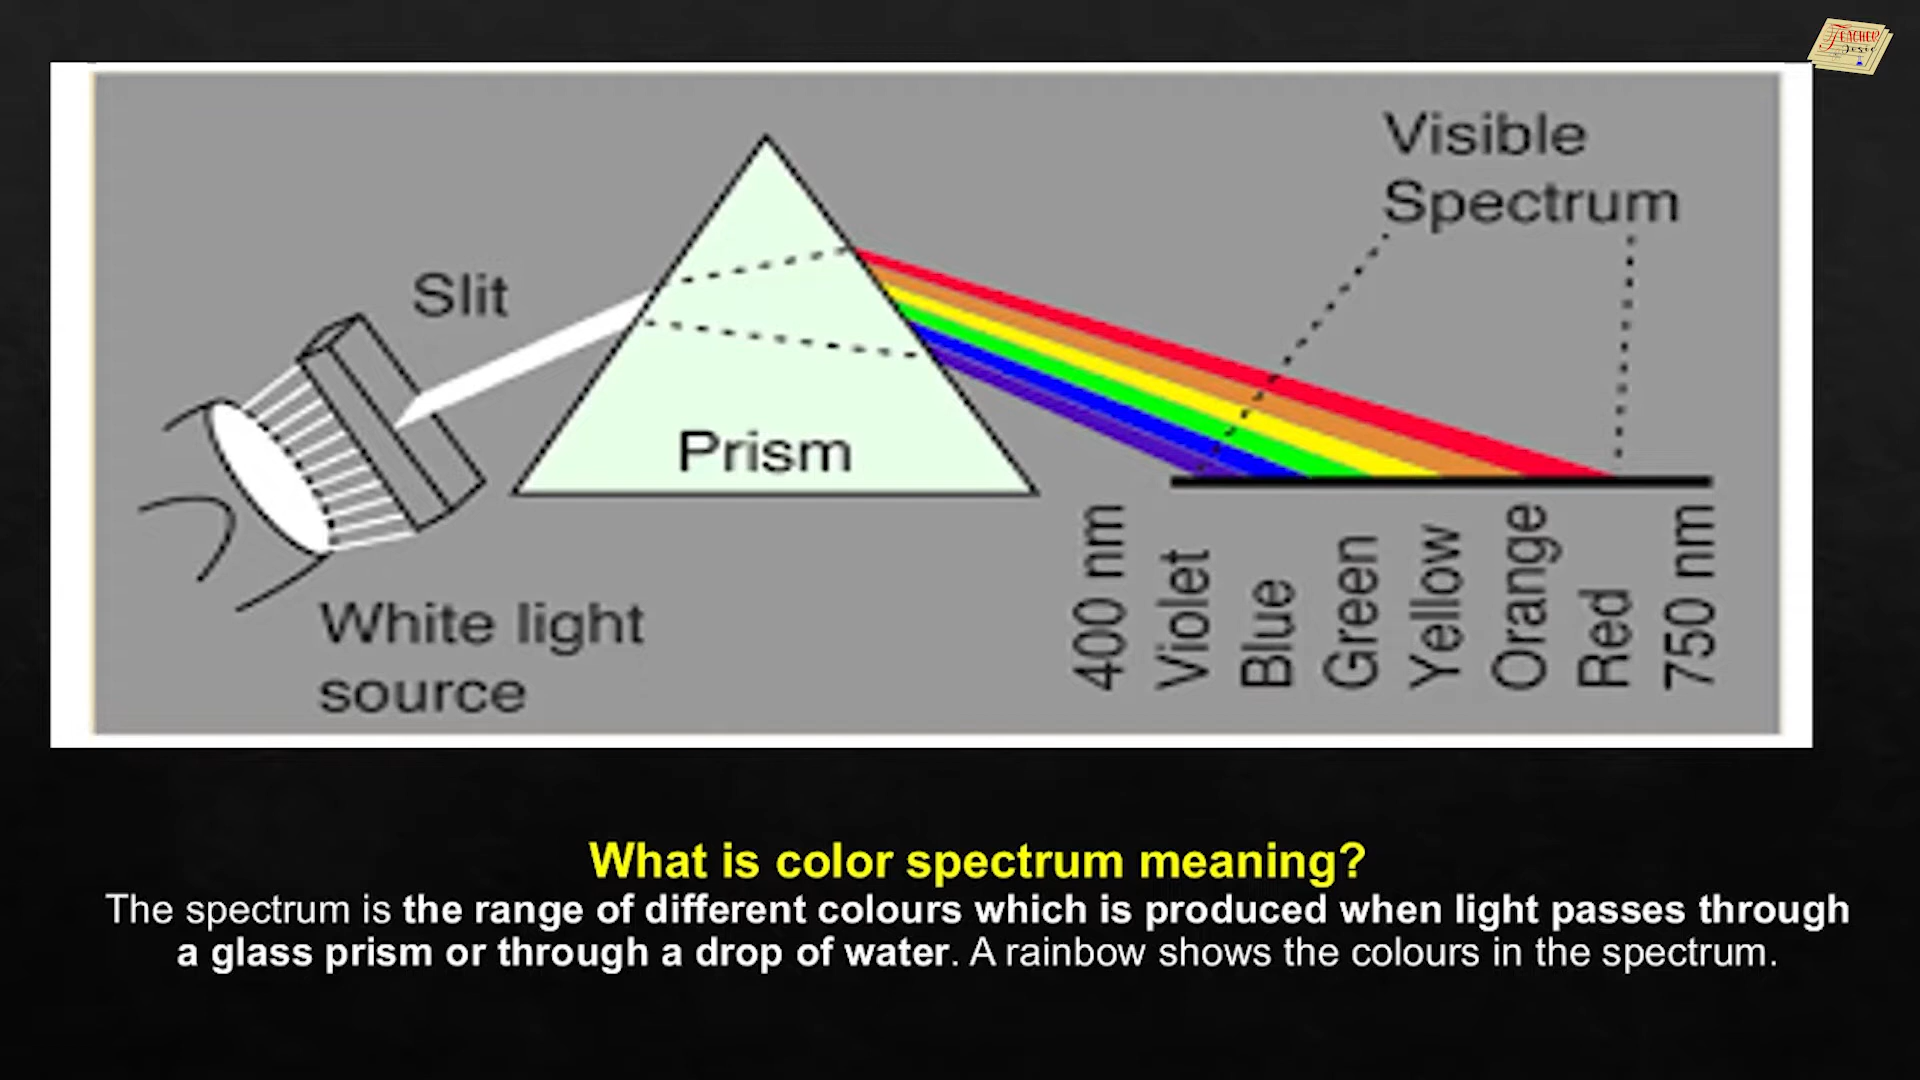 TEACHER
Visible
Spectrum
Slit
Prism
White light
source
400 nm
Violet
Blue
Green
Yellow
Orange
Red
750 nm
What is color spectrum meaning?
The spectrum is the range of different colours which is produced when light passes through
a glass prism or through a drop of water. A rainbow shows the colours in the spectrum.